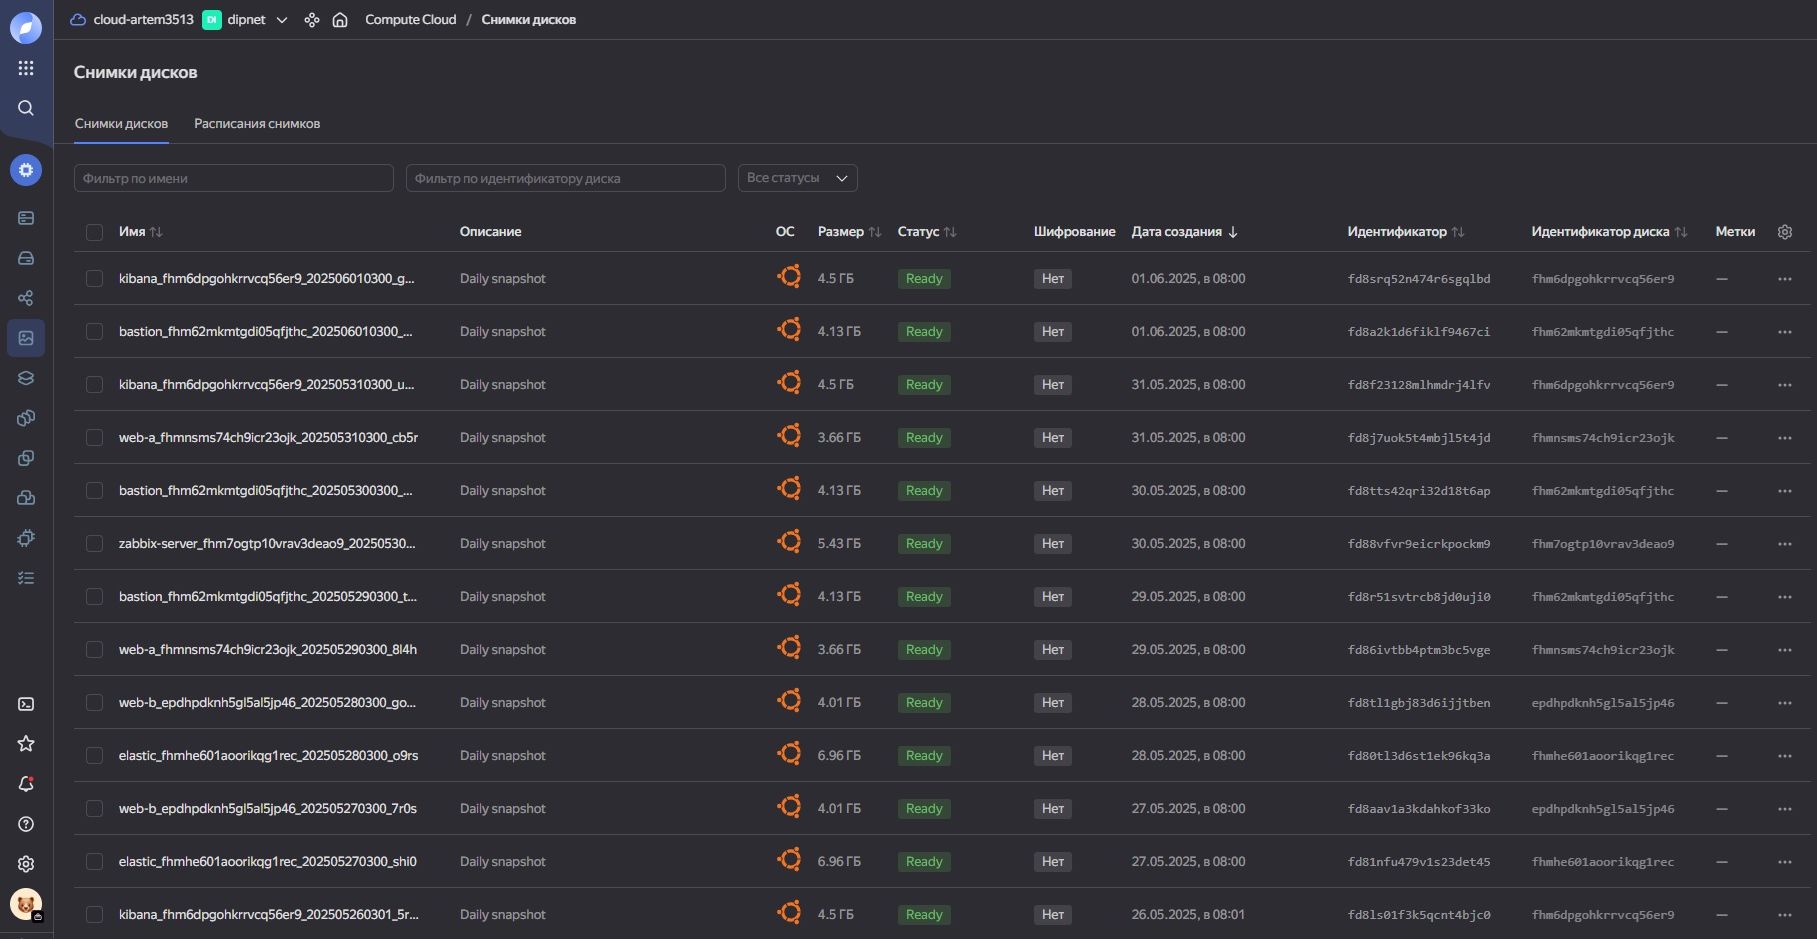 cloud-artem3513 DI dipnet Compute Cloud / Снимки дисков
Снимки дисков
Снимки дисков Расписания снимков
Фильтр по имени Фильтр по идентификатору диска Все статусы
Имя Описание ОС Размер Статус Шифрование Дата создания Идентификатор Идентификатор диска Метки
kibana_fhm6dpgohkrrvcq56er9_202506010300_g... Daily snapshot 4.5 ГБ Ready Нет 01.06.2025, в 08:00 fd8srq52n474r6sgqlbd fhm6dpgohkrrvcq56er9 —
bastion_fhm62mkmtgdi05qfjthc_202506010300_... Daily snapshot 4.13 ГБ Ready Нет 01.06.2025, в 08:00 fd8a2k1d6fiklf9467ci fhm62mkmtgdi05qfjthc —
kibana_fhm6dpgohkrrvcq56er9_202505310300_u... Daily snapshot 4.5 ГБ Ready Нет 31.05.2025, в 08:00 fd8f23128mlhmdrj4lfv fhm6dpgohkrrvcq56er9 —
web-a_fhmnsms74ch9icr23ojk_202505310300_cb5r Daily snapshot 3.66 ГБ Ready Нет 31.05.2025, в 08:00 fd8j7uok5t4mbjl5t4jd fhmnsms74ch9icr23ojk —
bastion_fhm62mkmtgdi05qfjthc_202505300300_... Daily snapshot 4.13 ГБ Ready Нет 30.05.2025, в 08:00 fd8tts42qri32d18t6ap fhm62mkmtgdi05qfjthc —
zabbix-server_fhm7ogtp10vrav3deao9_20250530... Daily snapshot 5.43 ГБ Ready Нет 30.05.2025, в 08:00 fd88vfvr9eicrkpockm9 fhm7ogtp10vrav3deao9 —
bastion_fhm62mkmtgdi05qfjthc_202505290300_t... Daily snapshot 4.13 ГБ Ready Нет 29.05.2025, в 08:00 fd8r51svtrcb8jd0uji0 fhm62mkmtgdi05qfjthc —
web-a_fhmnsms74ch9icr23ojk_202505290300_8l4h Daily snapshot 3.66 ГБ Ready Нет 29.05.2025, в 08:00 fd86ivtbb4ptm3bc5vge fhmnsms74ch9icr23ojk —
web-b_epdhpdknh5gl5al5jp46_202505280300_go... Daily snapshot 4.01 ГБ Ready Нет 28.05.2025, в 08:00 fd8tl1gbj83d6ijjtben epdhpdknh5gl5al5jp46 —
elastic_fhmhe601aoorikqg1rec_202505280300_o9rs Daily snapshot 6.96 ГБ Ready Нет 28.05.2025, в 08:00 fd80tl3d6st1ek96kq3a fhmhe601aoorikqg1rec —
web-b_epdhpdknh5gl5al5jp46_202505270300_7r0s Daily snapshot 4.01 ГБ Ready Нет 27.05.2025, в 08:00 fd8aav1a3kdahkof33ko epdhpdknh5gl5al5jp46 —
elastic_fhmhe601aoorikqg1rec_202505270300_shi0 Daily snapshot 6.96 ГБ Ready Нет 27.05.2025, в 08:00 fd81nfu479v1s23det45 fhmhe601aoorikqg1rec —
kibana_fhm6dpgohkrrvcq56er9_202505260301_5r... Daily snapshot 4.5 ГБ Ready Нет 26.05.2025, в 08:01 fd8ls01f3k5qcnt4bjc0 fhm6dpgohkrrvcq56er9 —